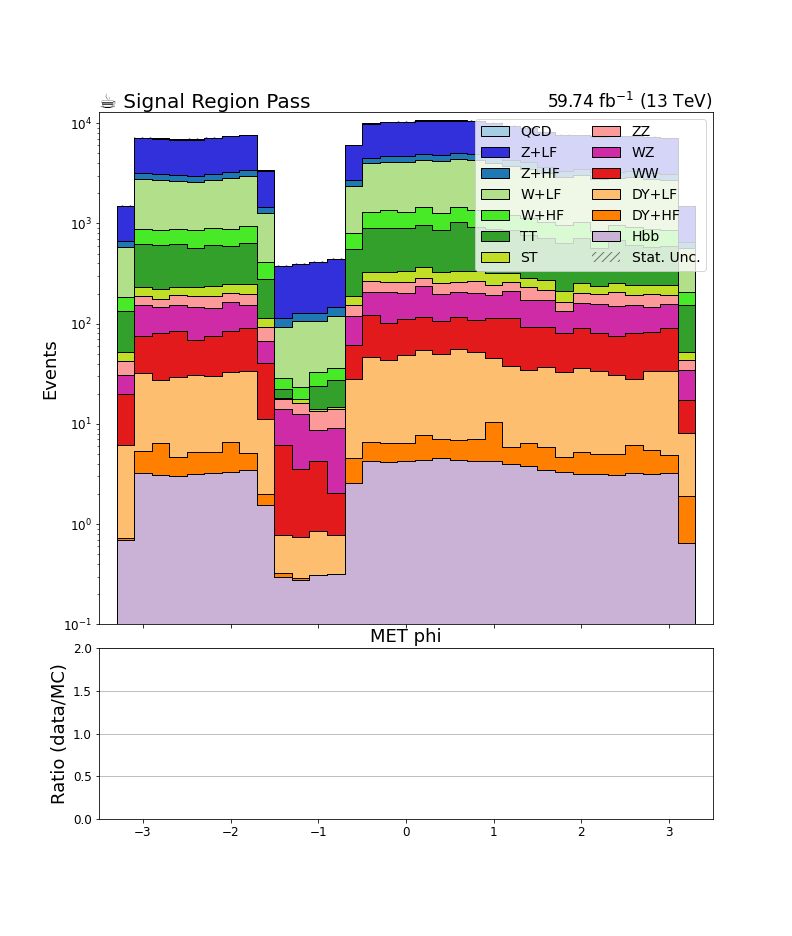 ☕ Signal Region Pass
59.74 fb⁻¹ (13 TeV)
QCD
Z+LF
Z+HF
W+LF
W+HF
TT
ST
ZZ
WZ
WW
DY+LF
DY+HF
Hbb
Stat. Unc.
Events
10⁴
10³
10²
10¹
10⁰
10⁻¹
MET phi
Ratio (data/MC)
2.0
1.5
1.0
0.5
0.0
−3
−2
−1
0
1
2
3